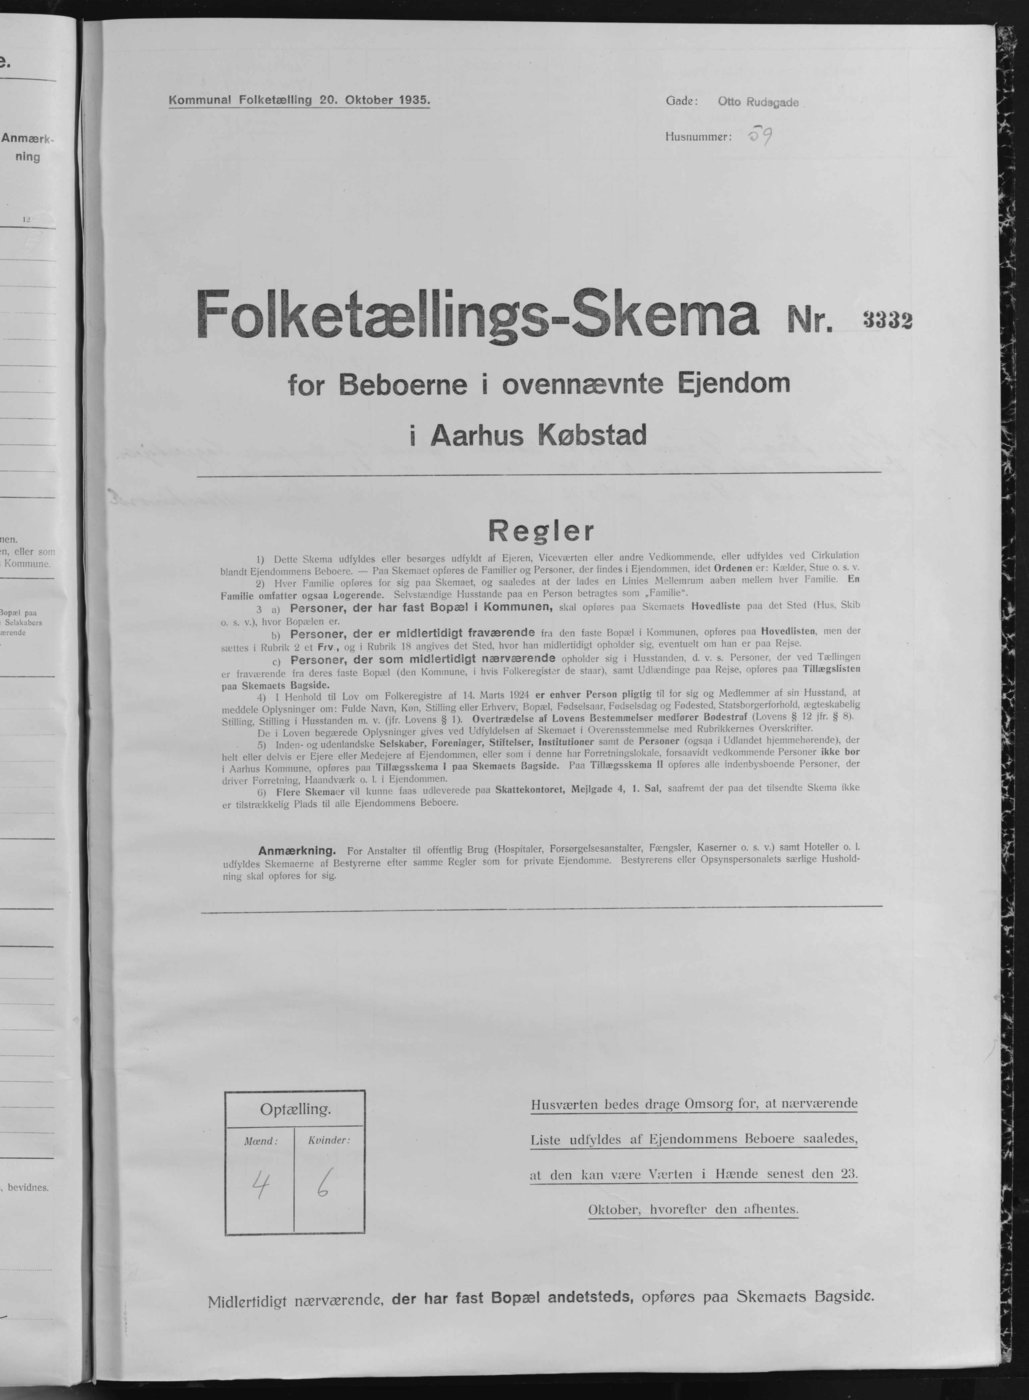 e.
Anmærk-
ning
12
nen.
en, eller som
i Kommune.
Bopæl paa
e Selskabers
ærende
, bevidnes.
Kommunal Folketælling 20. Oktober 1935.
Gade: Otto Rudsgade
Husnummer: 59
Folketællings-Skema Nr. 3332
for Beboerne i ovennævnte Ejendom
i Aarhus Købstad
Regler
1) Dette Skema udfyldes eller besørges udfyldt af Ejeren, Viceværten eller andre Vedkommende, eller udfyldes ved Cirkulation
blandt Ejendommens Beboere. — Paa Skemaet opføres de Familier og Personer, der findes i Ejendommen, idet Ordenen er: Kælder, Stue o. s. v.
2) Hver Familie opføres for sig paa Skemaet, og saaledes at der lades en Linies Mellemrum aaben mellem hver Familie. En
Familie omfatter ogsaa Logerende. Selvstændige Husstande paa en Person betragtes som „Familie".
3 a) Personer, der har fast Bopæl i Kommunen, skal opføres paa Skemaets Hovedliste paa det Sted (Hus, Skib
o. s. v.), hvor Bopælen er.
b) Personer, der er midlertidigt fraværende fra den faste Bopæl i Kommunen, opføres paa Hovedlisten, men der
sættes i Rubrik 2 et Frv., og i Rubrik 18 angives det Sted, hvor han midlertidigt opholder sig, eventuelt om han er paa Rejse.
c) Personer, der som midlertidigt nærværende opholder sig i Husstanden, d. v. s. Personer, der ved Tællingen
er fraværende fra deres faste Bopæl (den Kommune, i hvis Folkeregister de staar), samt Udlændinge paa Rejse, opføres paa Tillægslisten
paa Skemaets Bagside.
4) I Henhold til Lov om Folkeregistre af 14. Marts 1924 er enhver Person pligtig til for sig og Medlemmer af sin Husstand, at
meddele Oplysninger om: Fulde Navn, Køn, Stilling eller Erhverv, Bopæl, Fødselsaar, Fødselsdag og Fødested, Statsborgerforhold, ægteskabelig
Stilling, Stilling i Husstanden m. v. (jfr. Lovens § 1). Overtrædelse af Lovens Bestemmelser medfører Bødestraf (Lovens § 12 jfr. § 8).
De i Loven begærede Oplysninger gives ved Udfyldelsen af Skemaet i Overensstemmelse med Rubrikkernes Overskrifter.
5) Inden- og udenlandske Selskaber, Foreninger, Stiftelser, Institutioner samt de Personer (ogsaa i Udlandet hjemmehørende), der
helt eller delvis er Ejere eller Medejere af Ejendommen, eller som i denne har Forretningslokale, forsaavidt vedkommende Personer ikke bor
i Aarhus Kommune, opføres paa Tillægsskema I paa Skemaets Bagside. Paa Tillægsskema II opføres alle indenbysboende Personer, der
driver Forretning, Haandværk o. l. i Ejendommen.
6) Flere Skemaer vil kunne faas udleverede paa Skattekontoret, Mejlgade 4, 1. Sal, saafremt der paa det tilsendte Skema ikke
er tilstrækkelig Plads til alle Ejendommens Beboere.
Anmærkning. For Anstalter til offentlig Brug (Hospitaler, Forsørgelsesanstalter, Fængsler, Kaserner o. s. v.) samt Hoteller o. l.
udfyldes Skemaerne af Bestyrerne efter samme Regler som for private Ejendomme. Bestyrerens eller Opsynspersonalets særlige Hushold-
ning skal opføres for sig.
Optælling.
Mænd: Kvinder:
4 6
Husværten bedes drage Omsorg for, at nærværende
Liste udfyldes af Ejendommens Beboere saaledes,
at den kan være Værten i Hænde senest den 23.
Oktober, hvorefter den afhentes.
Midlertidigt nærværende, der har fast Bopæl andetsteds, opføres paa Skemaets Bagside.